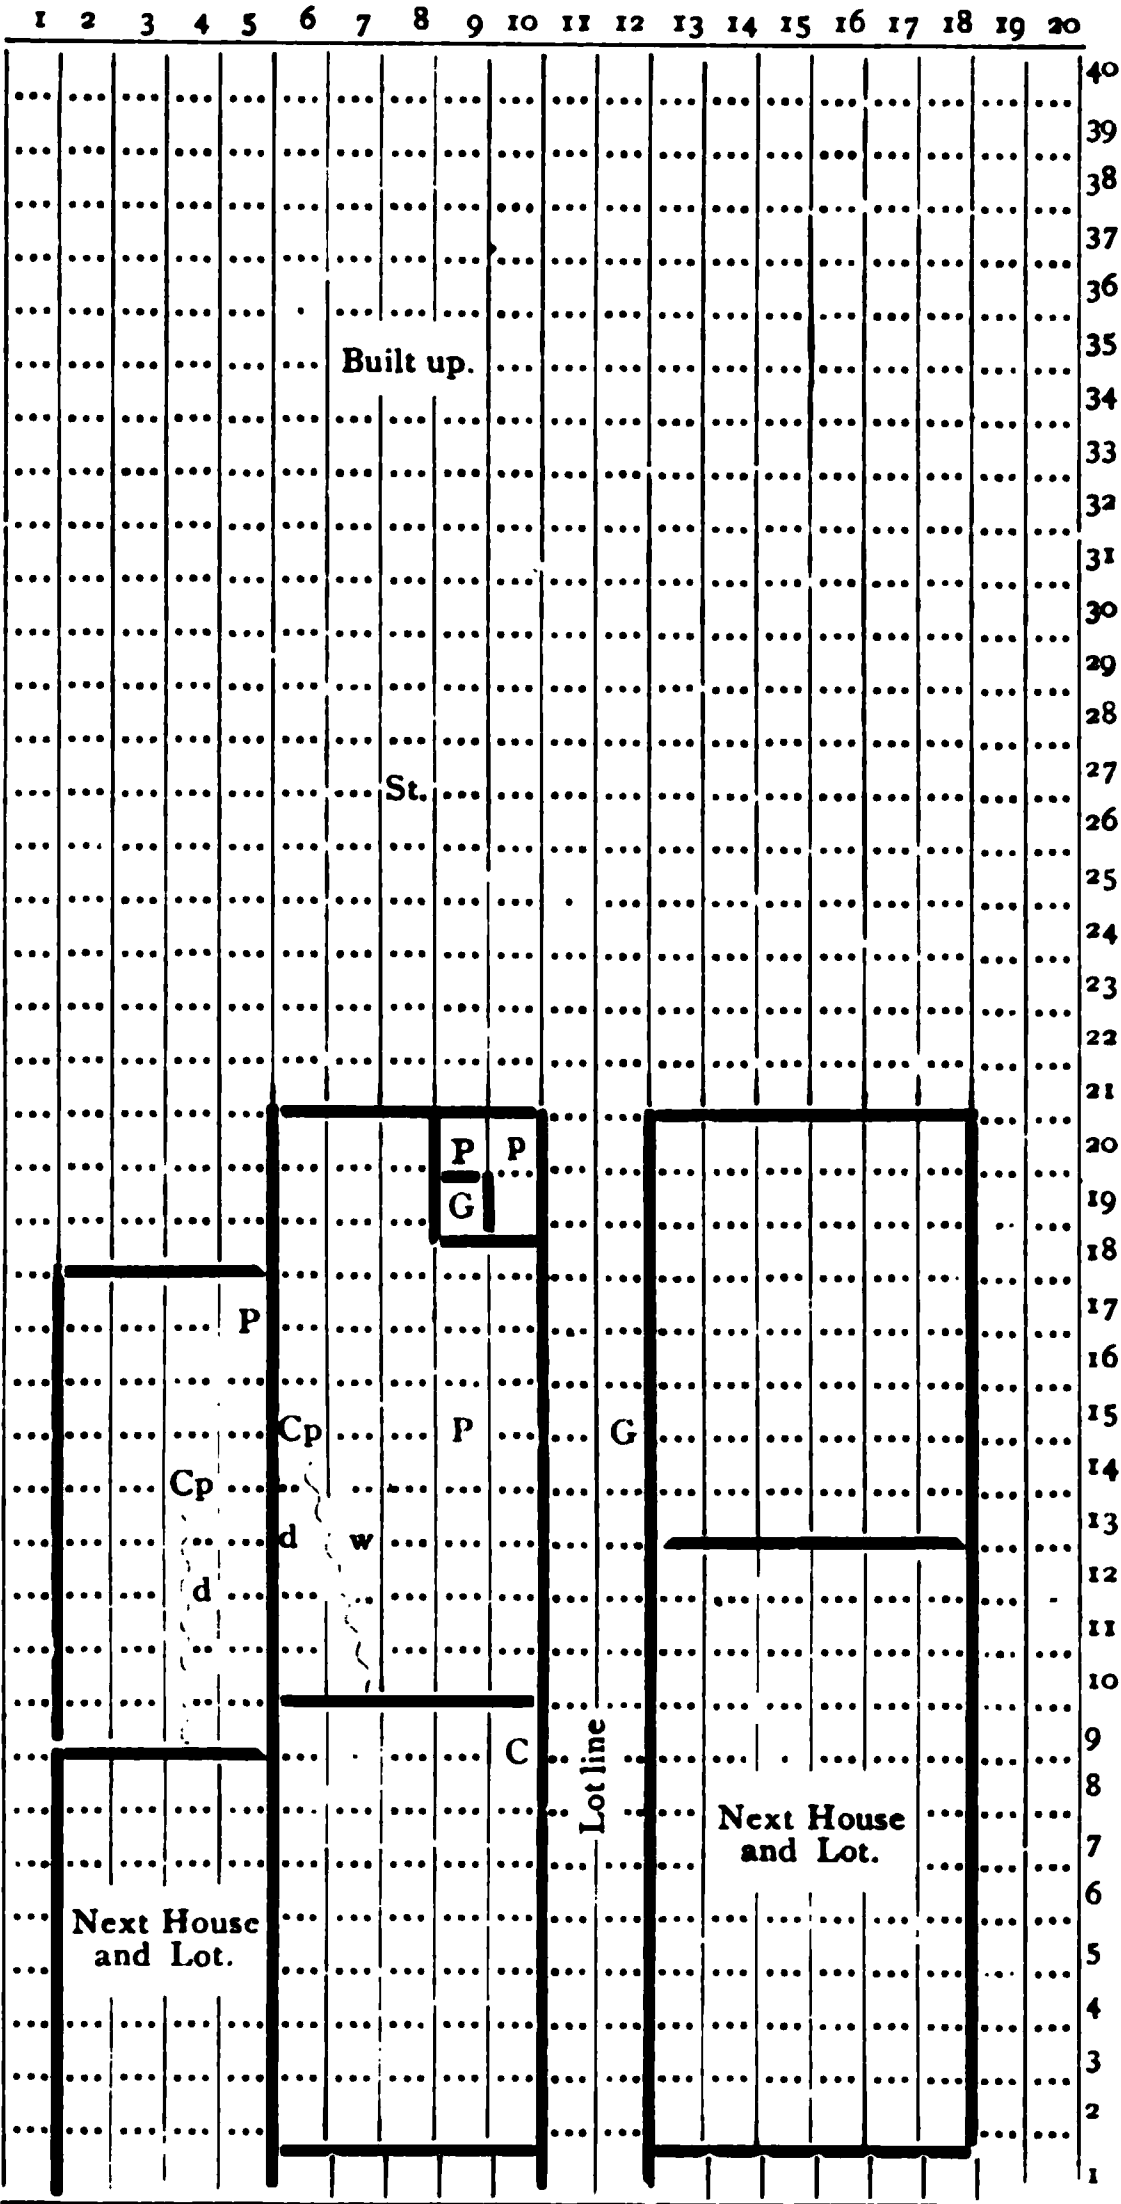 1 2 3 4 5 6 7 8 9 10 11 12 13 14 15 16 17 18 19 20
40
39
38
37
36
35
Built up.
34
33
32
31
30
29
28
27
St.
26
25
24
23
22
21
20
P p
19
G
18
17
P
16
15
Cp P G
14
Cp
13
d w
12
d
11
10
9
C
8
Lot line
7
Next House
and Lot.
6
Next House
and Lot.
5
4
3
2
1